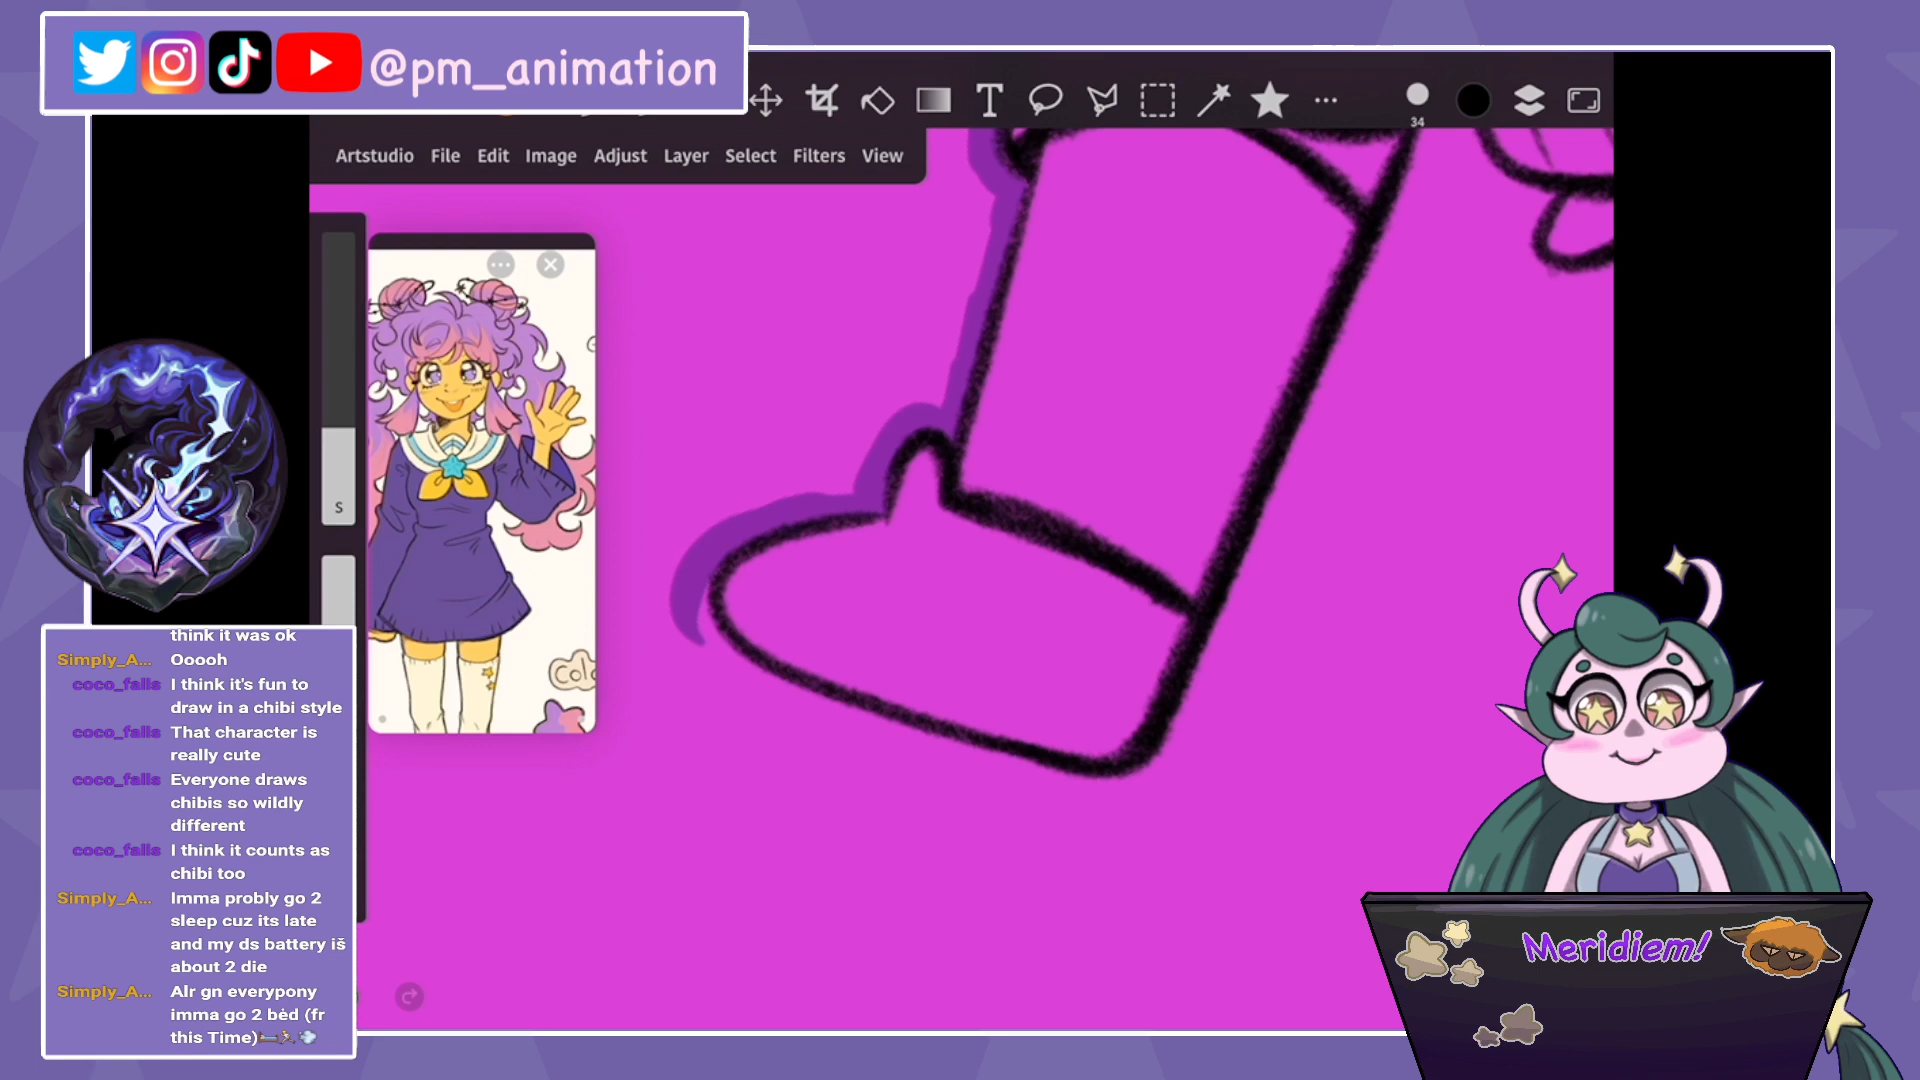 @pm_animation
34
Artstudio File Edit Image Adjust Layer Select Filters View
S
Colo
think it was ok
Simply_A... Ooooh
coco_falls I think it's fun to
draw in a chibi style
coco_falls That character is
really cute
coco_falls Everyone draws
chibis so wildly
different
coco_falls I think it counts as
chibi too
Simply_A... Imma probly go 2
sleep cuz its late
and my ds battery iš
about 2 die
Simply_A... Alr gn everypony
imma go 2 bėd (fr
this Time)
Meridiem!